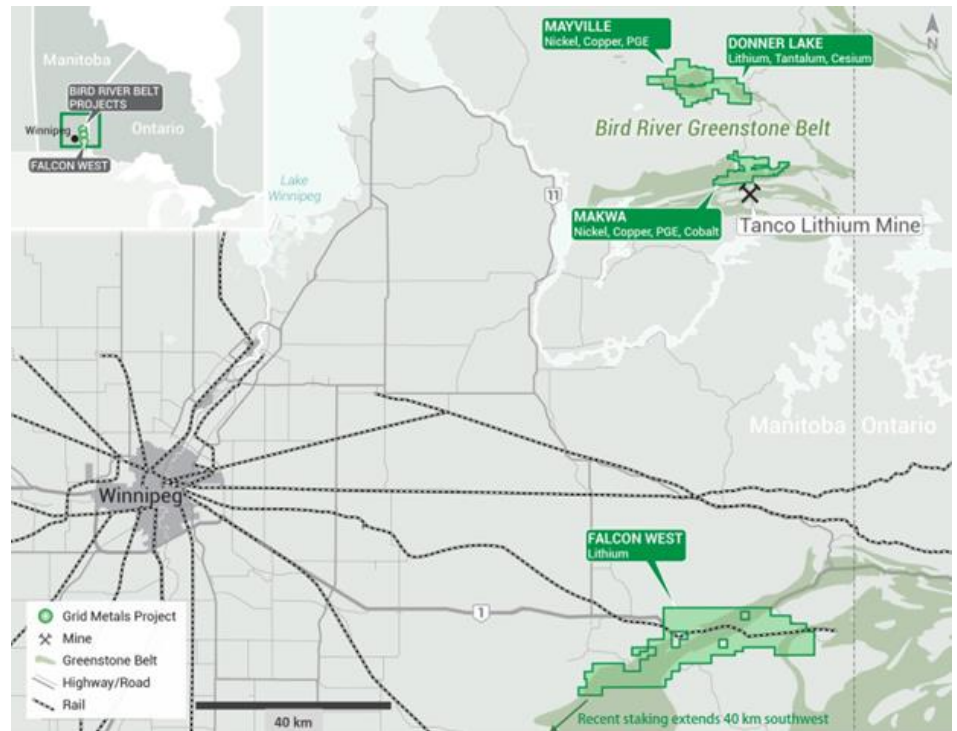 Manitoba
BIRD RIVER BELT
PROJECTS
Winnipeg
Ontario
FALCON WEST
MAYVILLE
Nickel, Copper, PGE
DONNER LAKE
Lithium, Tantalum, Cesium
N
Bird River Greenstone Belt
Lake
Winnipeg
11
MAKWA
Nickel, Copper, PGE, Cobalt
Tanco Lithium Mine
Manitoba
Ontario
Winnipeg
FALCON WEST
Lithium
1
Grid Metals Project
Mine
Greenstone Belt
Highway/Road
Rail
40 km
Recent staking extends 40 km southwest